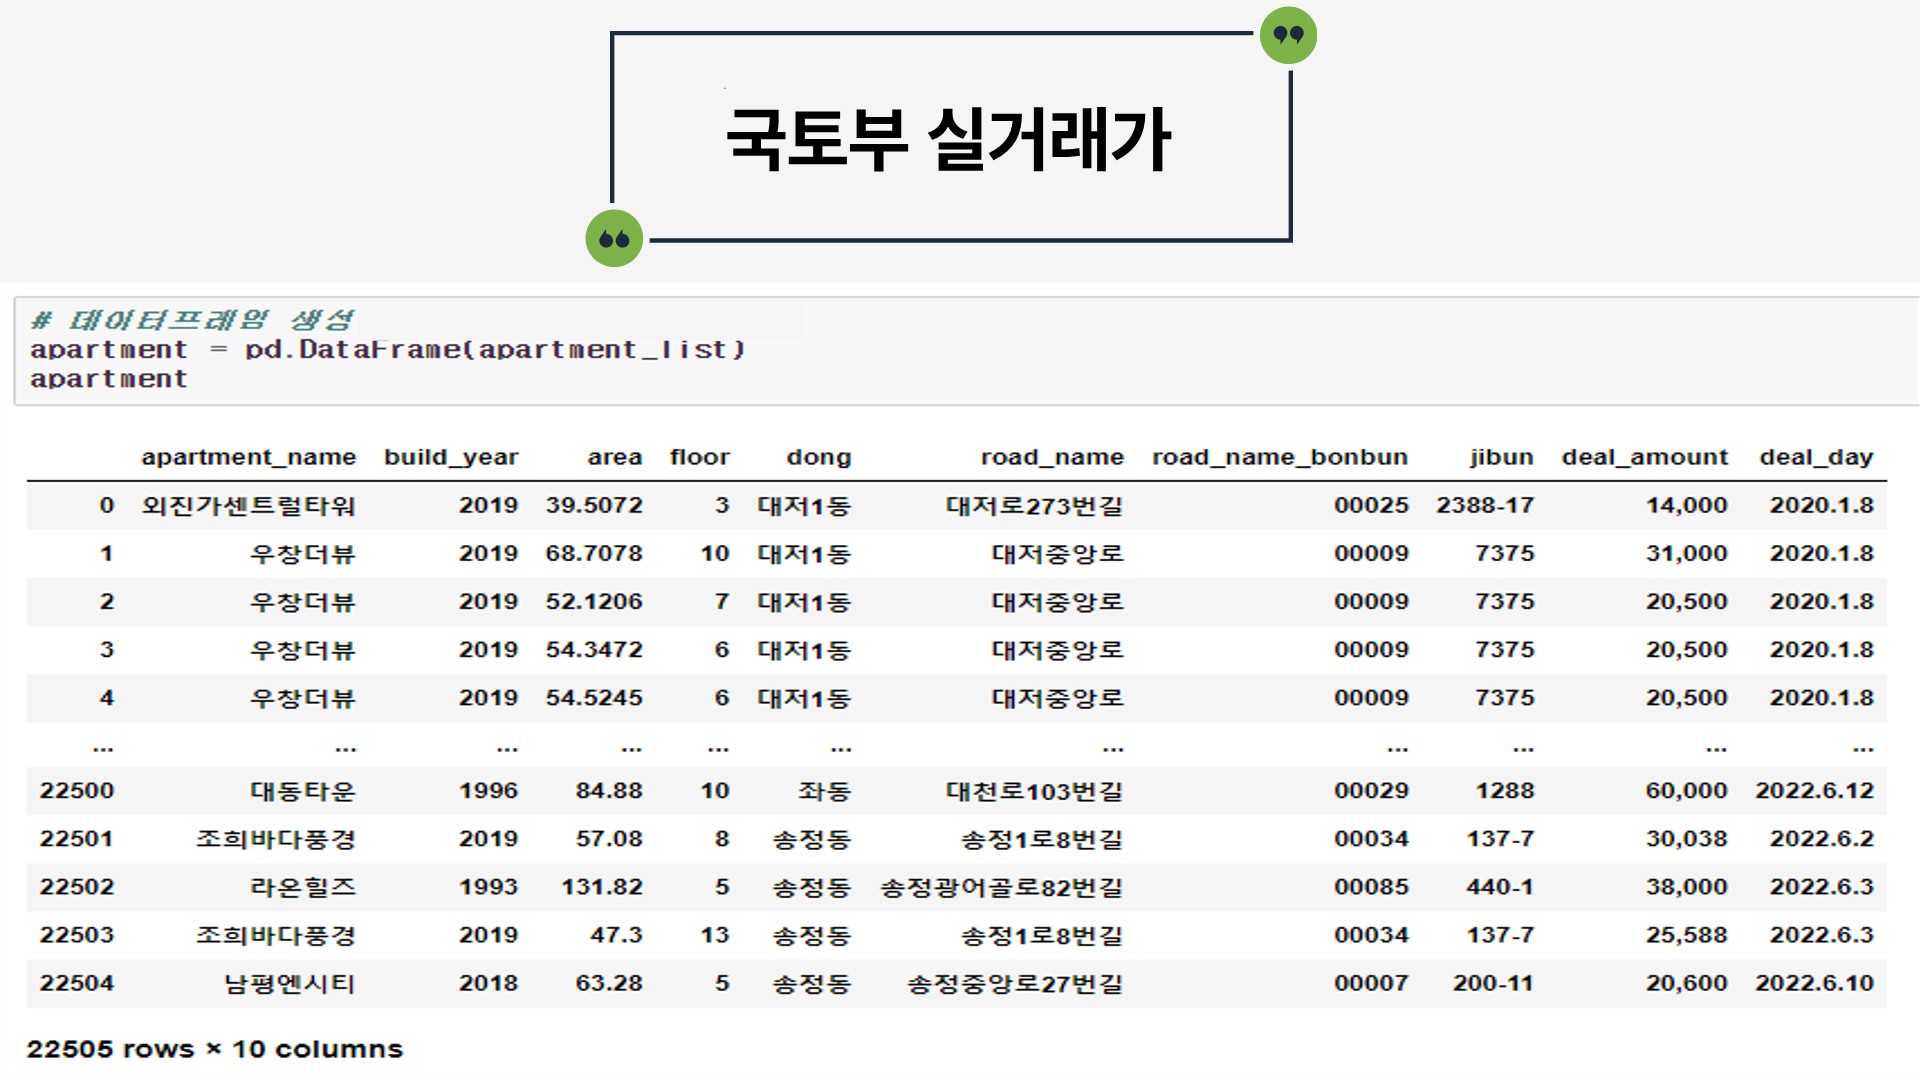 국토부 실거래가
# 데이터프레임 생성
apartment = pd.DataFrame(apartment_list)
apartment
apartment_name build_year area floor dong road_name road_name_bonbun jibun deal_amount deal_day
0 외진가센트럴타워 2019 39.5072 3 대저1동 대저로273번길 00025 2388-17 14,000 2020.1.8
1 우창더뷰 2019 68.7078 10 대저1동 대저중앙로 00009 7375 31,000 2020.1.8
2 우창더뷰 2019 52.1206 7 대저1동 대저중앙로 00009 7375 20,500 2020.1.8
3 우창더뷰 2019 54.3472 6 대저1동 대저중앙로 00009 7375 20,500 2020.1.8
4 우창더뷰 2019 54.5245 6 대저1동 대저중앙로 00009 7375 20,500 2020.1.8
... ... ... ... ... ... ... ... ... ... ...
22500 대동타운 1996 84.88 10 좌동 대천로103번길 00029 1288 60,000 2022.6.12
22501 조희바다풍경 2019 57.08 8 송정동 송정1로8번길 00034 137-7 30,038 2022.6.2
22502 라온힐즈 1993 131.82 5 송정동 송정광어골로82번길 00085 440-1 38,000 2022.6.3
22503 조희바다풍경 2019 47.3 13 송정동 송정1로8번길 00034 137-7 25,588 2022.6.3
22504 남평엔시티 2018 63.28 5 송정동 송정중앙로27번길 00007 200-11 20,600 2022.6.10
22505 rows × 10 columns